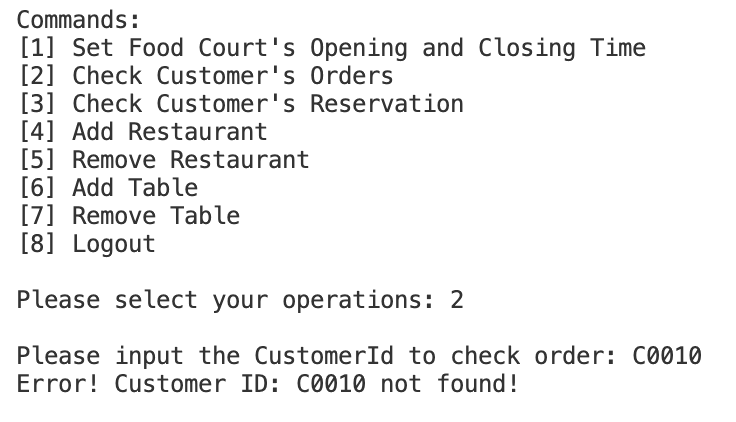 Commands:
[1] Set Food Court's Opening and Closing Time
[2] Check Customer's Orders
[3] Check Customer's Reservation
[4] Add Restaurant
[5] Remove Restaurant
[6] Add Table
[7] Remove Table
[8] Logout
Please select your operations: 2
Please input the CustomerId to check order: C0010
Error! Customer ID: C0010 not found!